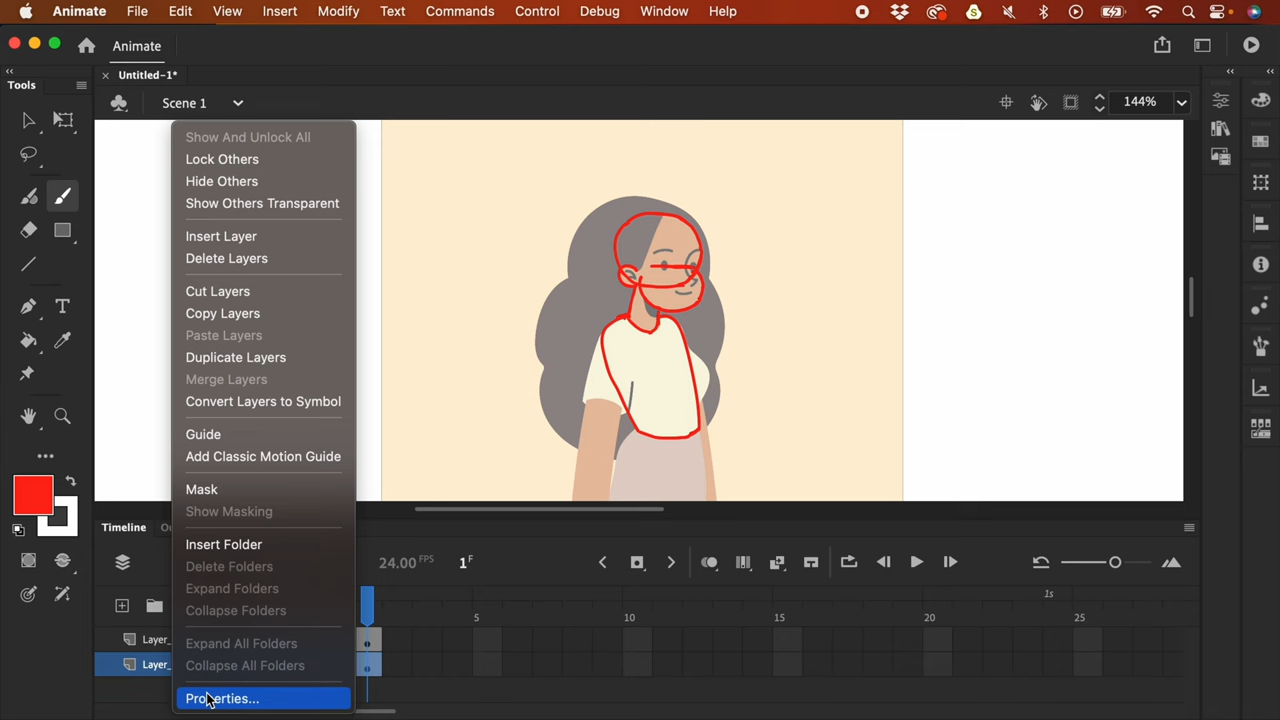 Animate File Edit View Insert Modify Text Commands Control Debug Window Help
Animate
Tools
Untitled-1*
Scene 1
144%
Show And Unlock All
Lock Others
Hide Others
Show Others Transparent
Insert Layer
Delete Layers
Cut Layers
Copy Layers
Paste Layers
Duplicate Layers
Merge Layers
Convert Layers to Symbol
Guide
Add Classic Motion Guide
Mask
Show Masking
Insert Folder
Delete Folders
Expand Folders
Collapse Folders
Expand All Folders
Collapse All Folders
Properties...
Timeline Ou
24.00 FPS 1 F
1s
5 10 15 20 25
Layer_
Layer_